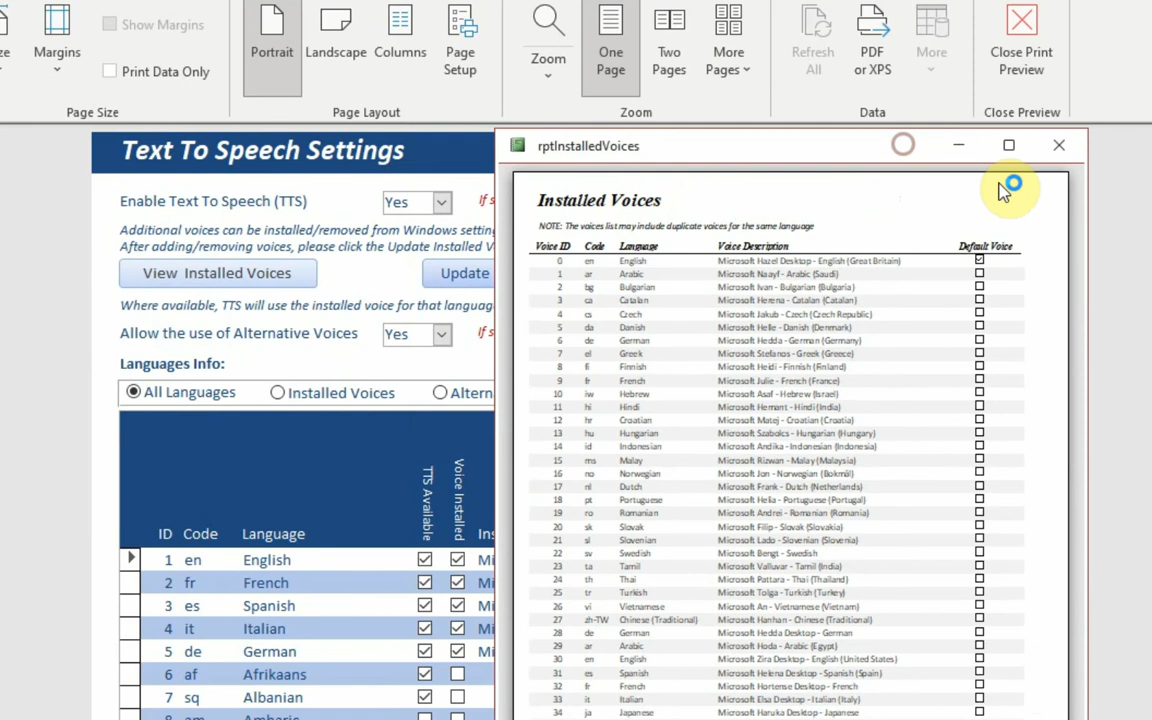 ze
Margins
Show Margins
Print Data Only
Page Size
Portrait
Landscape
Columns
Page Setup
Page Layout
Zoom
One Page
Two Pages
More Pages
Zoom
Refresh All
PDF or XPS
More
Data
Close Print Preview
Close Preview
Text To Speech Settings
Enable Text To Speech (TTS)
Yes
If s
Additional voices can be installed/removed from Windows settin
After adding/removing voices, please click the Update Installed V
View Installed Voices
Update
Where available, TTS will use the installed voice for that languag
Allow the use of Alternative Voices
Yes
If s
Languages Info:
All Languages
Installed Voices
Altern
ID Code Language TTS Available Voice Installed Ins
1 en English Mi
2 fr French Mi
3 es Spanish Mi
4 it Italian Mi
5 de German Mi
6 af Afrikaans
7 sq Albanian
rptInstalledVoices
Installed Voices
NOTE: The voices list may include duplicate voices for the same language
Voice ID Code Language Voice Description Default Voice
0 en English Microsoft Hazel Desktop - English (Great Britain)
1 ar Arabic Microsoft Naayf - Arabic (Saudi)
2 bg Bulgarian Microsoft Ivan - Bulgarian (Bulgaria)
3 ca Catalan Microsoft Herena - Catalan (Catalan)
4 cs Czech Microsoft Jakub - Czech (Czech Republic)
5 da Danish Microsoft Helle - Danish (Denmark)
6 de German Microsoft Hedda - German (Germany)
7 el Greek Microsoft Stefanos - Greek (Greece)
8 fi Finnish Microsoft Heidi - Finnish (Finland)
9 fr French Microsoft Julie - French (France)
10 iw Hebrew Microsoft Asaf - Hebrew (Israel)
11 hi Hindi Microsoft Hemant - Hindi (India)
12 hr Croatian Microsoft Matej - Croatian (Croatia)
13 hu Hungarian Microsoft Szabolcs - Hungarian (Hungary)
14 id Indonesian Microsoft Andika - Indonesian (Indonesia)
15 ms Malay Microsoft Rizwan - Malay (Malaysia)
16 no Norwegian Microsoft Jon - Norwegian (Bokmål)
17 nl Dutch Microsoft Frank - Dutch (Netherlands)
18 pt Portuguese Microsoft Helia - Portuguese (Portugal)
19 ro Romanian Microsoft Andrei - Romanian (Romania)
20 sk Slovak Microsoft Filip - Slovak (Slovakia)
21 sl Slovenian Microsoft Lado - Slovenian (Slovenia)
22 sv Swedish Microsoft Bengt - Swedish
23 ta Tamil Microsoft Valluvar - Tamil (India)
24 th Thai Microsoft Pattara - Thai (Thailand)
25 tr Turkish Microsoft Tolga - Turkish (Turkey)
26 vi Vietnamese Microsoft An - Vietnamese (Vietnam)
27 zh-TW Chinese (Traditional) Microsoft Hanhan - Chinese (Traditional)
28 de German Microsoft Hedda Desktop - German
29 ar Arabic Microsoft Hoda - Arabic (Egypt)
30 en English Microsoft Zira Desktop - English (United States)
31 es Spanish Microsoft Helena Desktop - Spanish (Spain)
32 fr French Microsoft Hortense Desktop - French
33 it Italian Microsoft Elsa Desktop - Italian (Italy)
34 ja Japanese Microsoft Haruka Desktop - Japanese